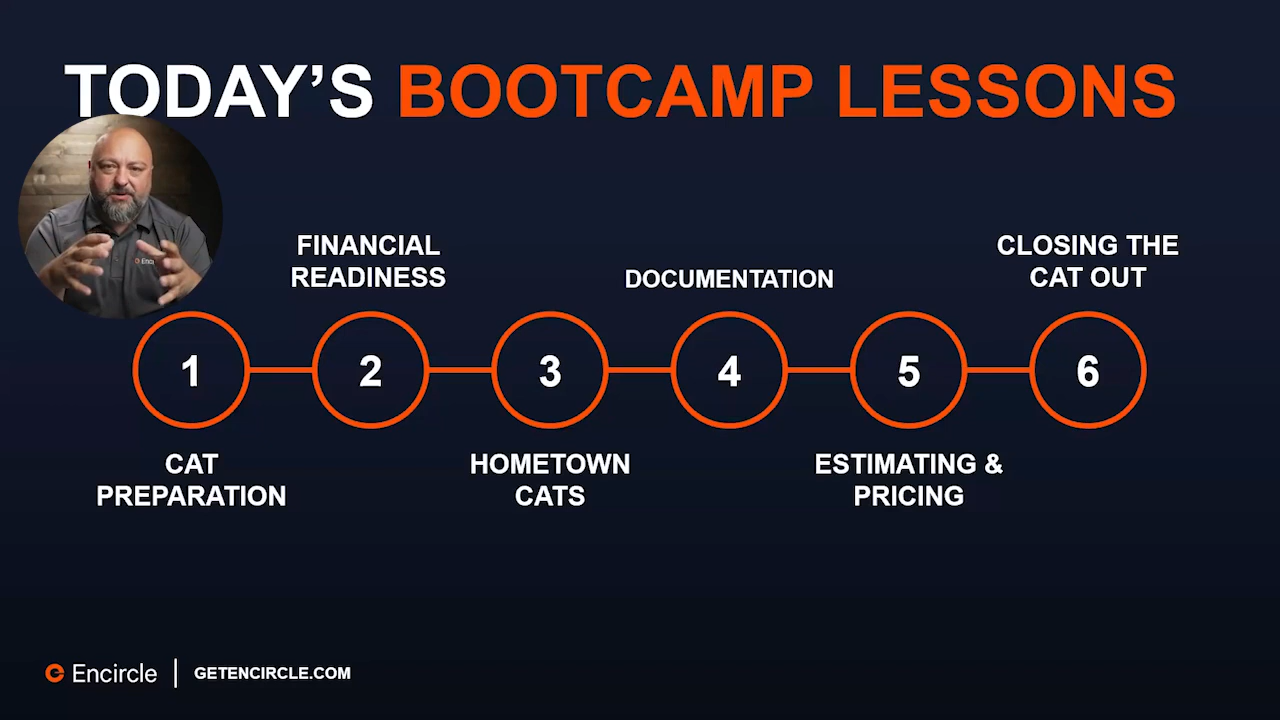 TODAY'S BOOTCAMP LESSONS
FINANCIAL
READINESS
DOCUMENTATION
CLOSING THE
CAT OUT
1
2
3
4
5
6
CAT
PREPARATION
HOMETOWN
CATS
ESTIMATING &
PRICING
Encircle
GETENCIRCLE.COM